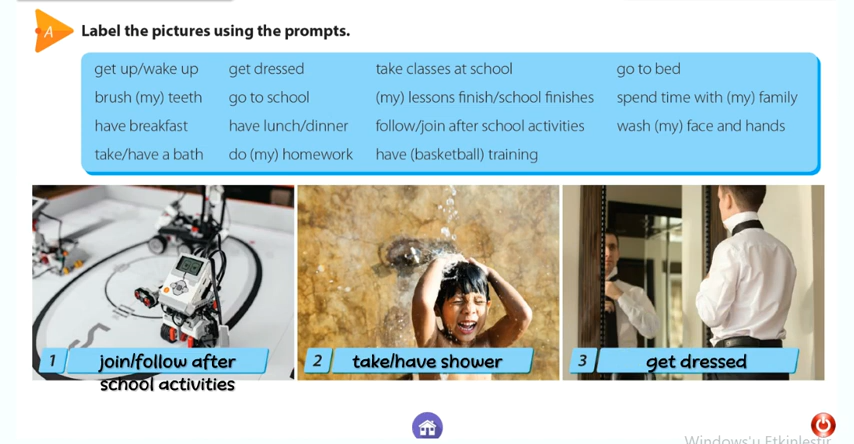 A Label the pictures using the prompts.
get up/wake up get dressed take classes at school go to bed
brush (my) teeth go to school (my) lessons finish/school finishes spend time with (my) family
have breakfast have lunch/dinner follow/join after school activities wash (my) face and hands
take/have a bath do (my) homework have (basketball) training
1 join/follow after
school activities
2 take/have shower
3 get dressed
Windows'u Etkinleştir